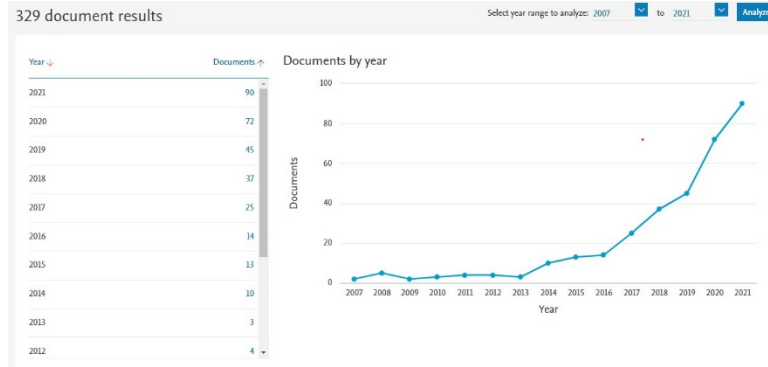 329 document results
Select year range to analyze: 2007 to 2021 Analyze
Year ↓ Documents ↑
2021 90
2020 72
2019 45
2018 37
2017 25
2016 14
2015 13
2014 10
2013 3
2012 4
Documents by year
100
80
60
40
20
0
Documents
2007 2008 2009 2010 2011 2012 2013 2014 2015 2016 2017 2018 2019 2020 2021
Year